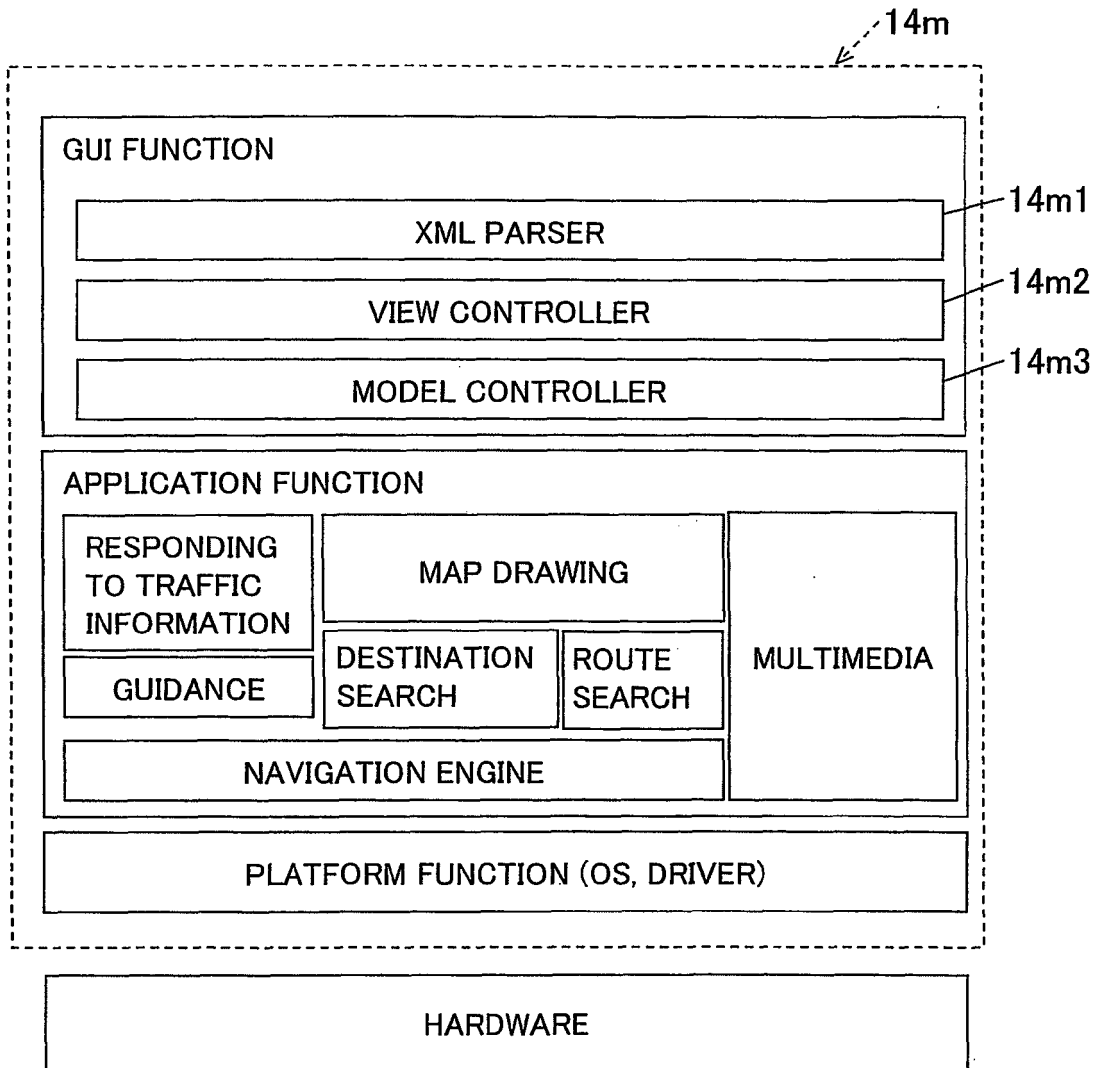 14m
GUI FUNCTION
XML PARSER
14m1
VIEW CONTROLLER
14m2
MODEL CONTROLLER
14m3
APPLICATION FUNCTION
RESPONDING
TO TRAFFIC
INFORMATION
MAP DRAWING
GUIDANCE
DESTINATION
SEARCH
ROUTE
SEARCH
MULTIMEDIA
NAVIGATION ENGINE
PLATFORM FUNCTION (OS, DRIVER)
HARDWARE